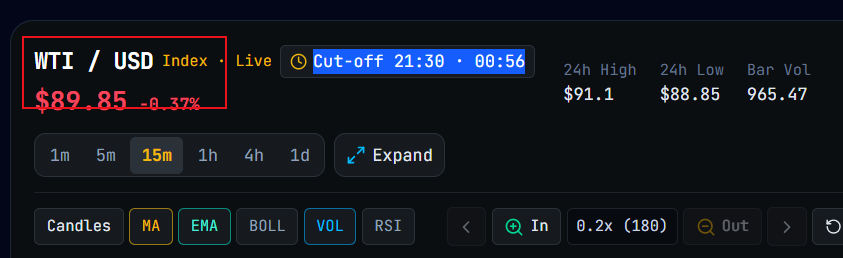 WTI / USD Index · Live Cut-off 21:30 · 00:56
$89.85 -0.37%
24h High 24h Low Bar Vol
$91.1 $88.85 965.47
1m 5m 15m 1h 4h 1d Expand
Candles MA EMA BOLL VOL RSI In 0.2x (180) Out